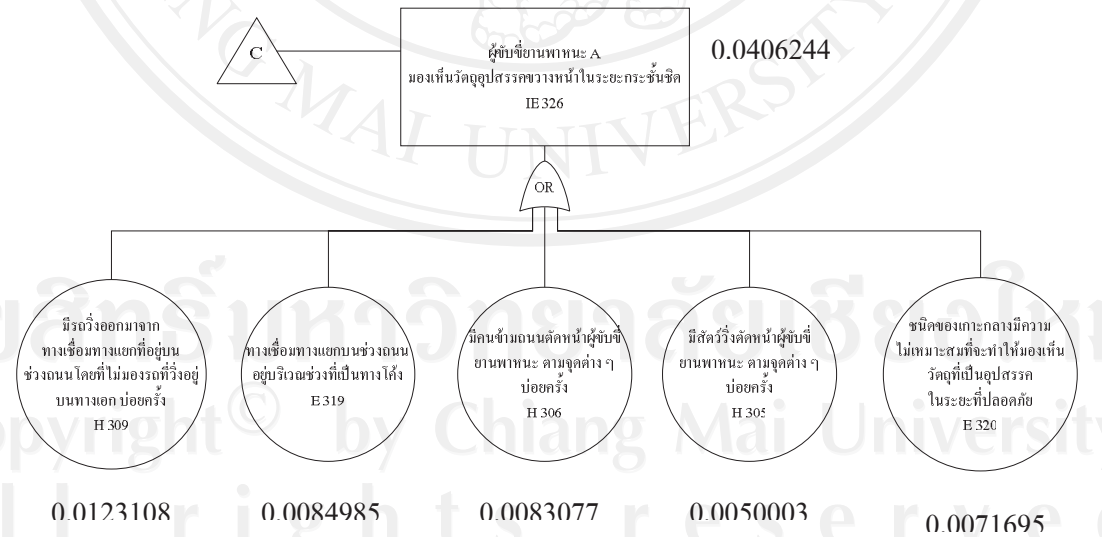 C
ผู้ขับขี่ยานพาหนะ A
มองเห็นวัตถุอุปสรรคขวางหน้าในระยะกระชั้นชิด
IE 326
0.0406244
OR
มีรถวิ่งออกมาจาก
ทางเชื่อมทางแยกที่อยู่บน
ช่วงถนน โดยที่ไม่มองรถที่วิ่งอยู่
บนทางเอก บ่อยครั้ง
H 309
ทางเชื่อมทางแยกบนช่วงถนน
อยู่บริเวณช่วงที่เป็นทางโค้ง
E 319
มีคนข้ามถนนตัดหน้าผู้ขับขี่
ยานพาหนะ ตามจุดต่าง ๆ
บ่อยครั้ง
H 306
มีสัตว์วิ่งตัดหน้าผู้ขับขี่
ยานพาหนะ ตามจุดต่าง ๆ
บ่อยครั้ง
H 305
ชนิดของเกาะกลางมีความ
ไม่เหมาะสมที่จะทำให้มองเห็น
วัตถุที่เป็นอุปสรรค
ในระยะที่ปลอดภัย
E 320
0.0123108
0.0084985
0.0083077
0.0050003
0.0071695
MAI UNIVERSITY
Copyright © by Chiang Mai University
All rights reserved